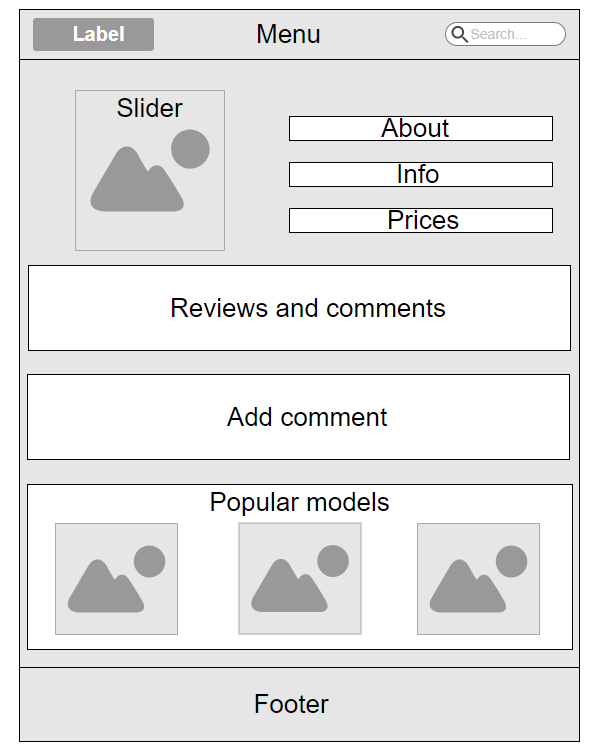 Label
Menu
Search...
Slider
About
Info
Prices
Reviews and comments
Add comment
Popular models
Footer